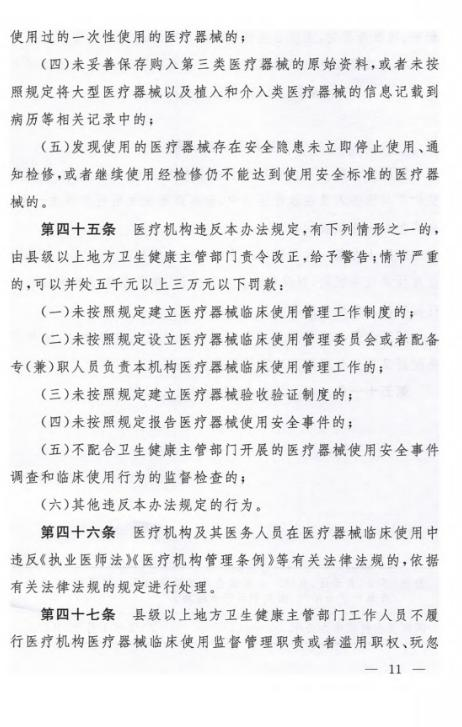 使用过的一次性使用的医疗器械的；
(四)未妥善保存购入第三类医疗器械的原始资料,或者未按
照规定将大型医疗器械以及植入和介入类医疗器械的信息记载到
病历等相关记录中的；
(五)发现使用的医疗器械存在安全隐患未立即停止使用、通
知检修,或者继续使用经检修仍不能达到使用安全标准的医疗器
械的。
第四十五条 医疗机构违反本办法规定,有下列情形之一的,
由县级以上地方卫生健康主管部门责令改正,给予警告；情节严重
的,可以并处五千元以上三万元以下罚款：
(一)未按照规定建立医疗器械临床使用管理工作制度的；
(二)未按照规定设立医疗器械临床使用管理委员会或者配备
专(兼)职人员负责本机构医疗器械临床使用管理工作的；
(三)未按照规定建立医疗器械验收验证制度的；
(四)未按照规定报告医疗器械使用安全事件的；
(五)不配合卫生健康主管部门开展的医疗器械使用安全事件
调查和临床使用行为的监督检查的；
(六)其他违反本办法规定的行为。
第四十六条 医疗机构及其医务人员在医疗器械临床使用中
违反《执业医师法》《医疗机构管理条例》等有关法律法规的,依据
有关法律法规的规定进行处理。
第四十七条 县级以上地方卫生健康主管部门工作人员不履
行医疗机构医疗器械临床使用监督管理职责或者滥用职权、玩忽
— 11 —